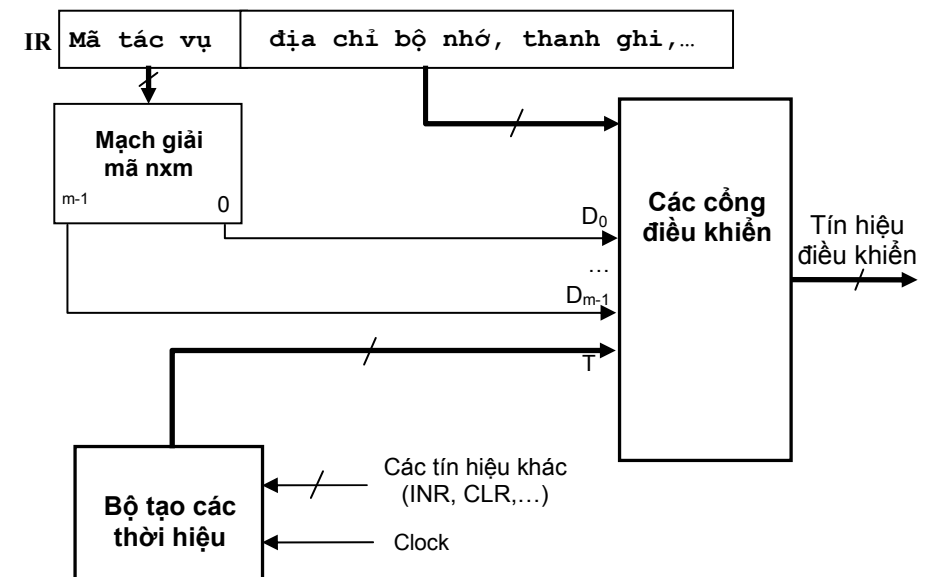 IR Mã tác vụ địa chỉ bộ nhớ, thanh ghi,…
Mạch giải
mã nxm
m-1 0
D0
…
Dm-1
T
Các cổng
điều khiển
Tín hiệu
điều khiển
Bộ tạo các
thời hiệu
Các tín hiệu khác
(INR, CLR,…)
Clock